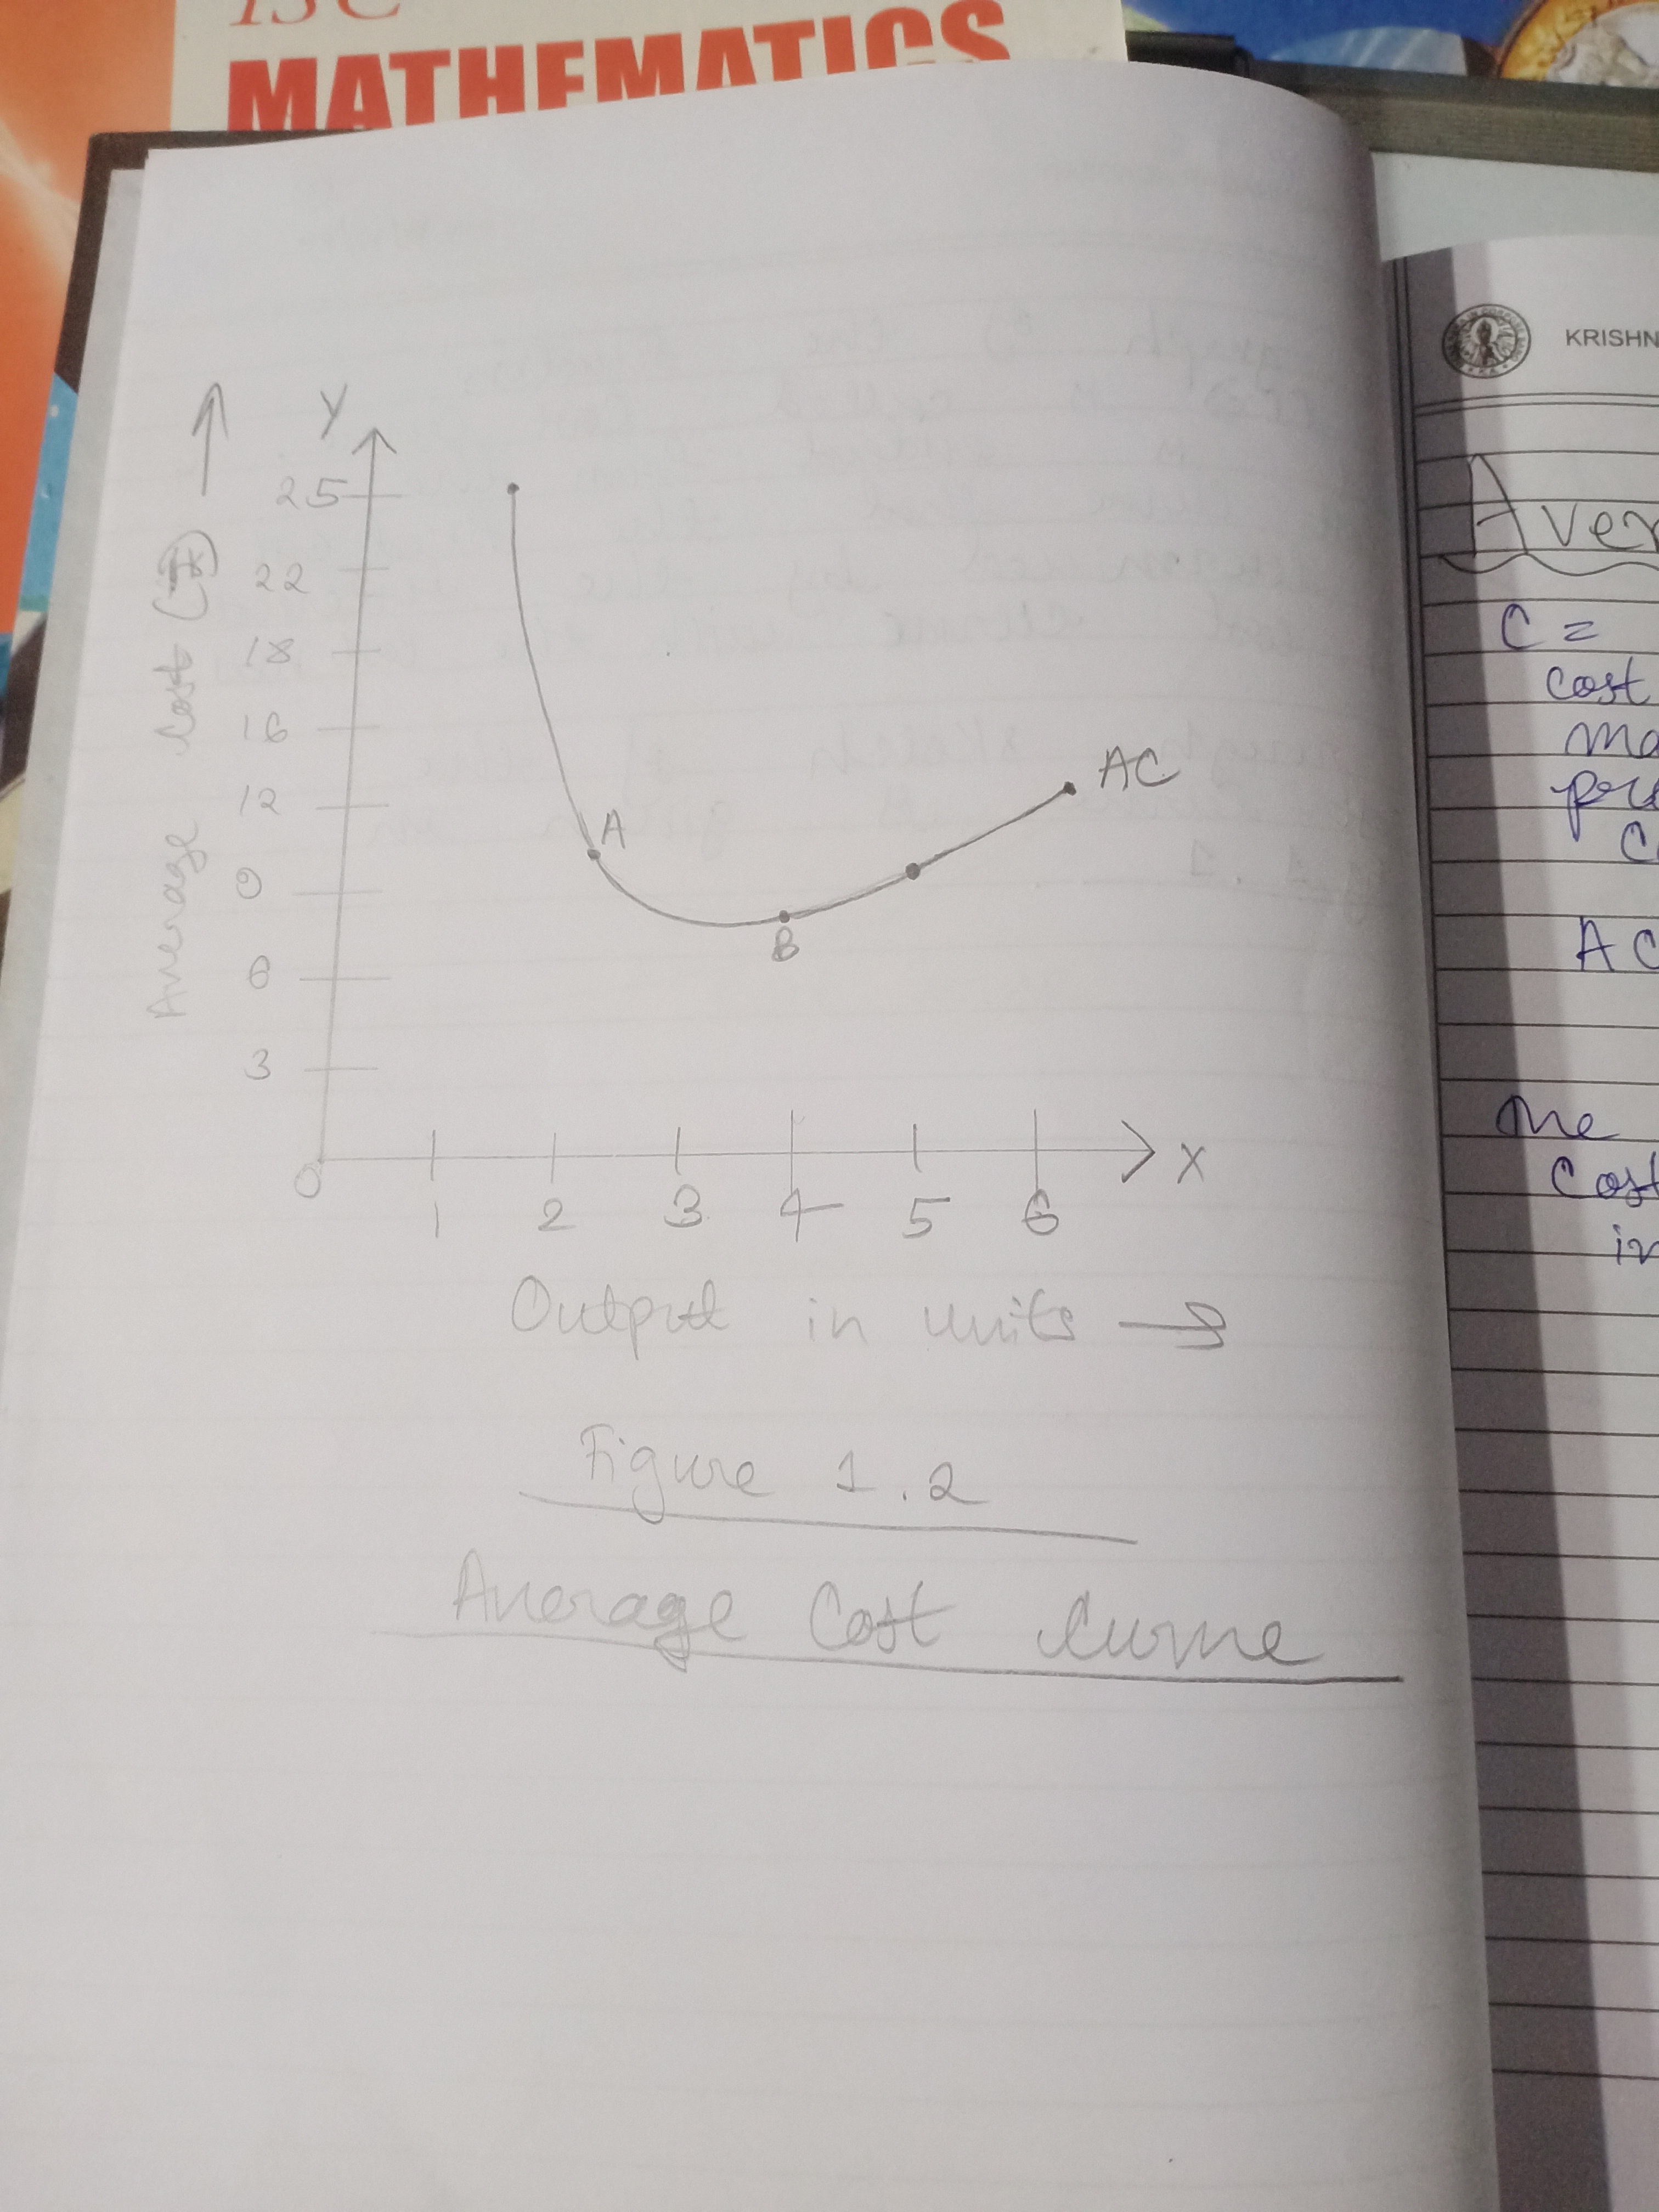 ISC
MATHEMATICS
KRISHN
Y
25
22
18
16
12
9
6
3
0
Average Cost (₹)
A
B
AC
1 2 3 4 5 6
X
Output in units
Figure 1.2
Average Cost Curve
Aver
C =
cost
ma
C
AC
The
Cost
in